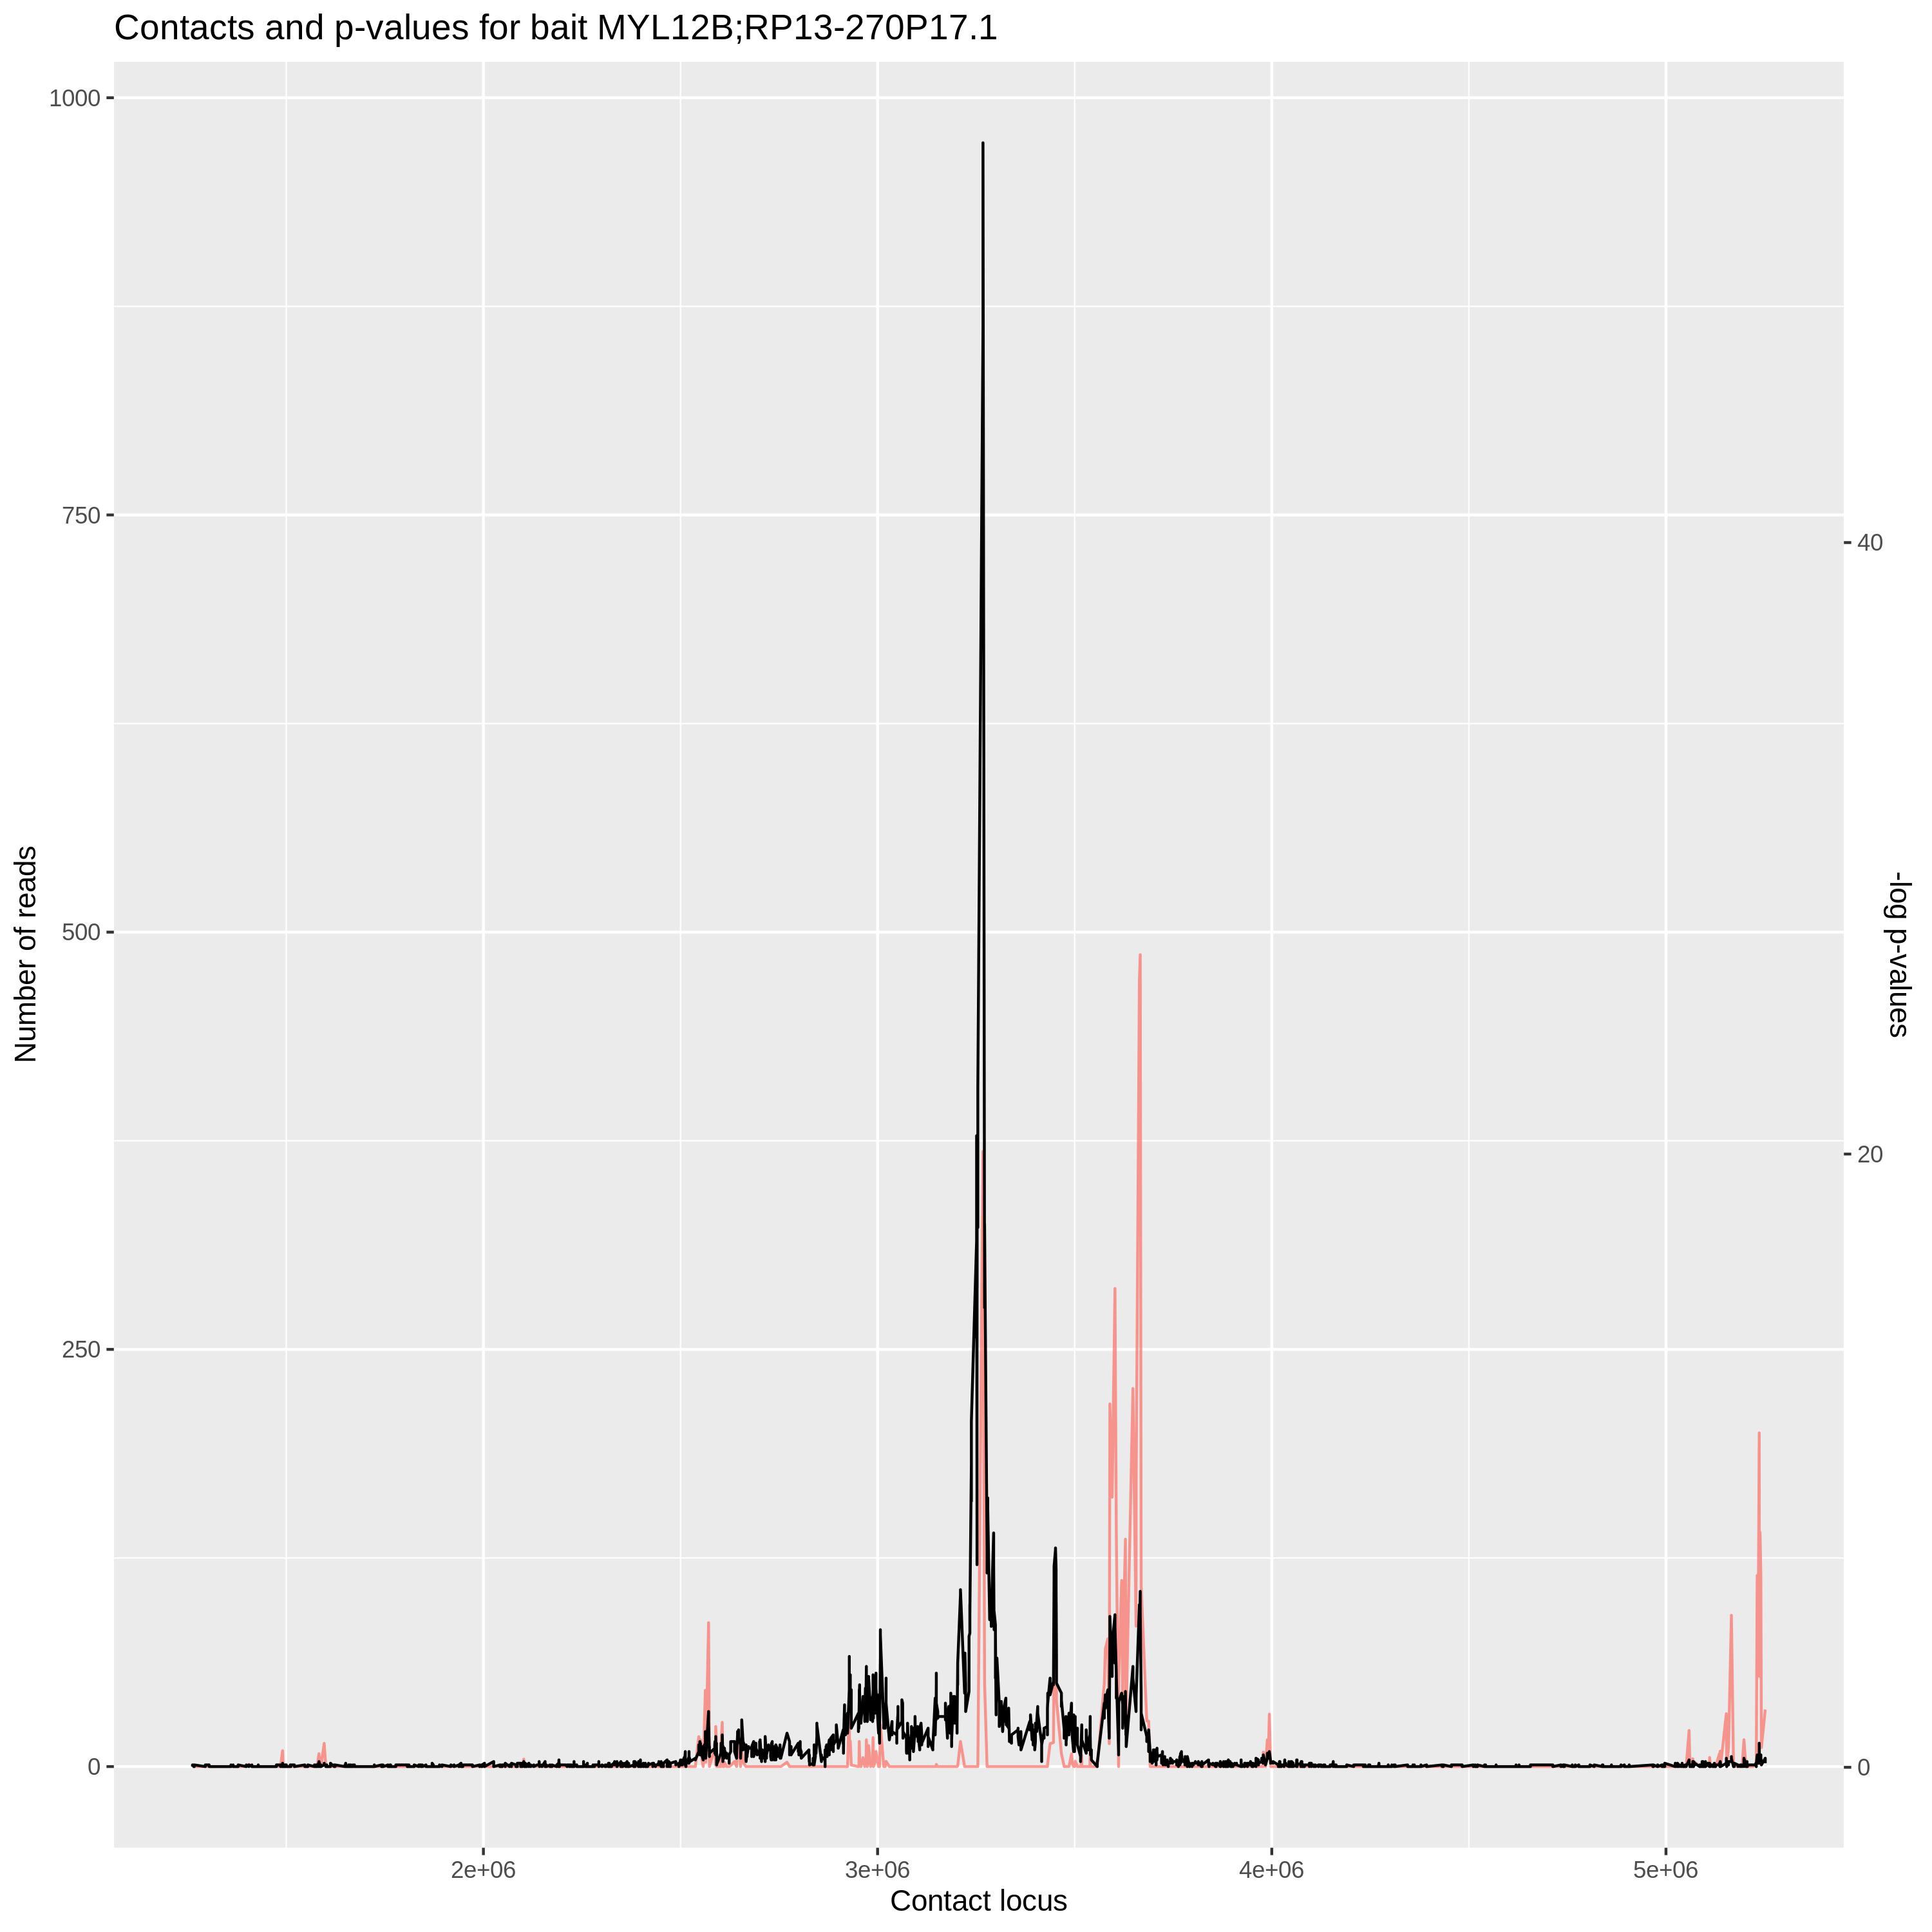 Contacts and p-values for bait MYL12B;RP13-270P17.1
1000
750
500
250
0
Number of reads
40
20
0
-log p-values
2e+06
3e+06
4e+06
5e+06
Contact locus